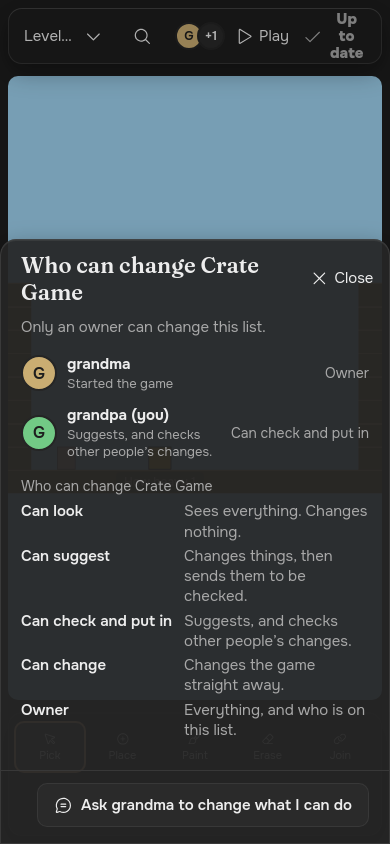 Level...
G +1
Play
Up to date
Who can change Crate
Game
Close
Only an owner can change this list.
G
grandma
Started the game
Owner
G
grandpa (you)
Suggests, and checks
other people's changes.
Can check and put in
Who can change Crate Game
Can look
Sees everything. Changes
nothing.
Can suggest
Changes things, then
sends them to be
checked.
Can check and put in
Suggests, and checks
other people's changes.
Can change
Changes the game
straight away.
Owner
Everything, and who is on
this list.
Pick Place Paint Erase Join
Ask grandma to change what I can do